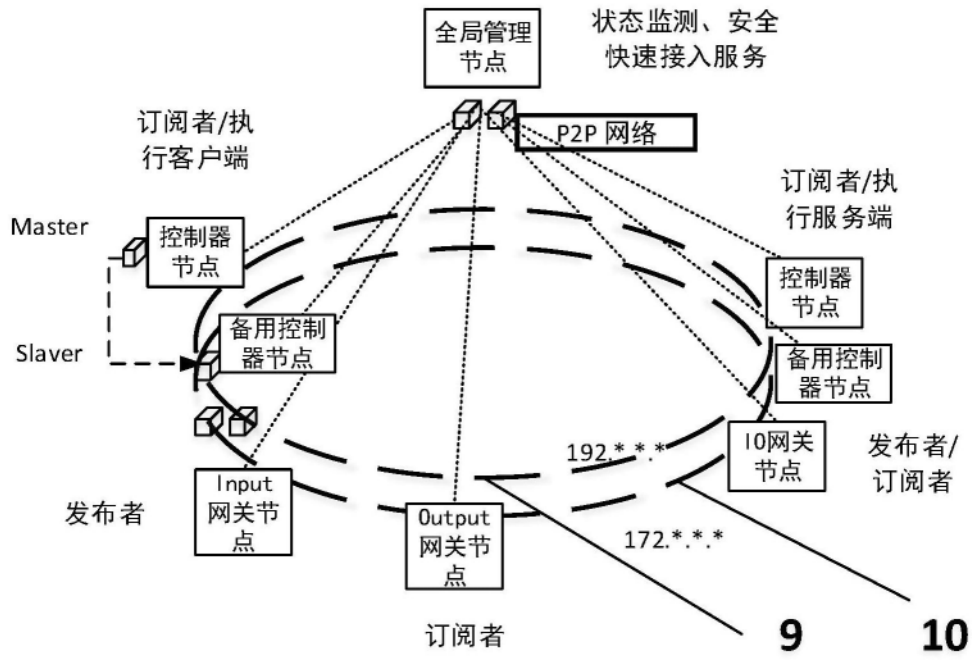 全局管理
节点
状态监测、安全
快速接入服务
P2P 网络
订阅者/执
行客户端
订阅者/执
行服务端
Master
控制器
节点
控制器
节点
Slaver
备用控制
器节点
备用控制
器节点
192.* *.*
IO网关
节点
发布者/
订阅者
发布者
Input
网关节
点
Output
网关节
点
172.*.*.*
订阅者
9
10